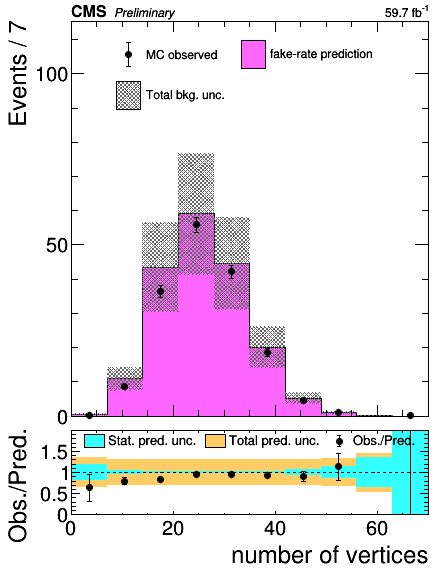 CMS Preliminary 59.7 fb⁻¹
Events / 7
MC observed
fake-rate prediction
Total bkg. unc.
100
50
0
Obs./Pred.
Stat. pred. unc.
Total pred. unc.
Obs./Pred.
1.5
1
0.5
0
0 20 40 60
number of vertices